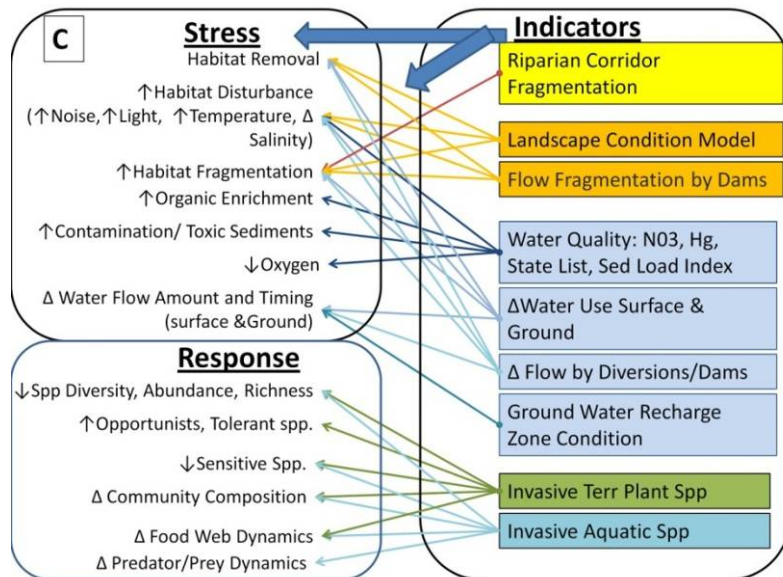 C
Stress
Habitat Removal
↑Habitat Disturbance
(↑Noise,↑Light, ↑Temperature, Δ
Salinity)
↑Habitat Fragmentation
↑Organic Enrichment
↑Contamination/ Toxic Sediments
↓Oxygen
Δ Water Flow Amount and Timing
(surface &Ground)
Response
↓Spp Diversity, Abundance, Richness
↑Opportunists, Tolerant spp.
↓Sensitive Spp.
Δ Community Composition
Δ Food Web Dynamics
Δ Predator/Prey Dynamics
Indicators
Riparian Corridor
Fragmentation
Landscape Condition Model
Flow Fragmentation by Dams
Water Quality: N03, Hg,
State List, Sed Load Index
ΔWater Use Surface &
Ground
Δ Flow by Diversions/Dams
Ground Water Recharge
Zone Condition
Invasive Terr Plant Spp
Invasive Aquatic Spp